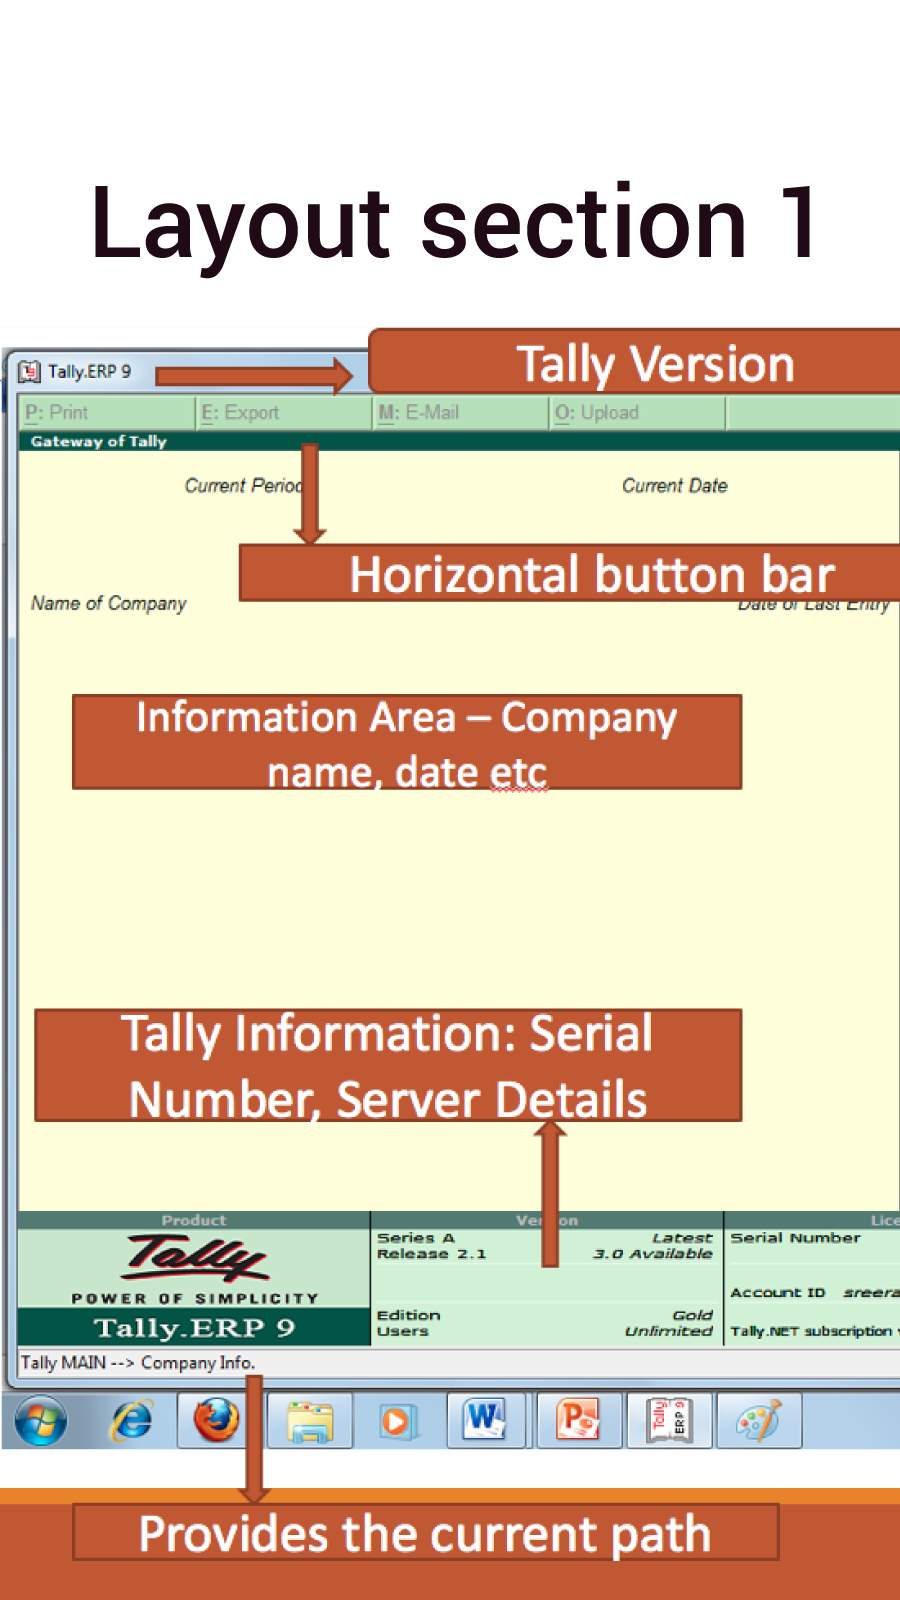 Layout section 1
Tally.ERP 9
Tally Version
P: Print E: Export M: E-Mail O: Upload
Gateway of Tally
Current Period Current Date
Horizontal button bar
Name of Company Date of Last Entry
Information Area – Company
name, date etc
Tally Information: Serial
Number, Server Details
Product Version Lice
Tally
POWER OF SIMPLICITY
Tally.ERP 9
Series A Latest
Release 2.1 3.0 Available
Edition Gold
Users Unlimited
Serial Number
Account ID sreera
Tally.NET subscription
Tally MAIN --> Company Info.
Tally
ERP 9
Provides the current path